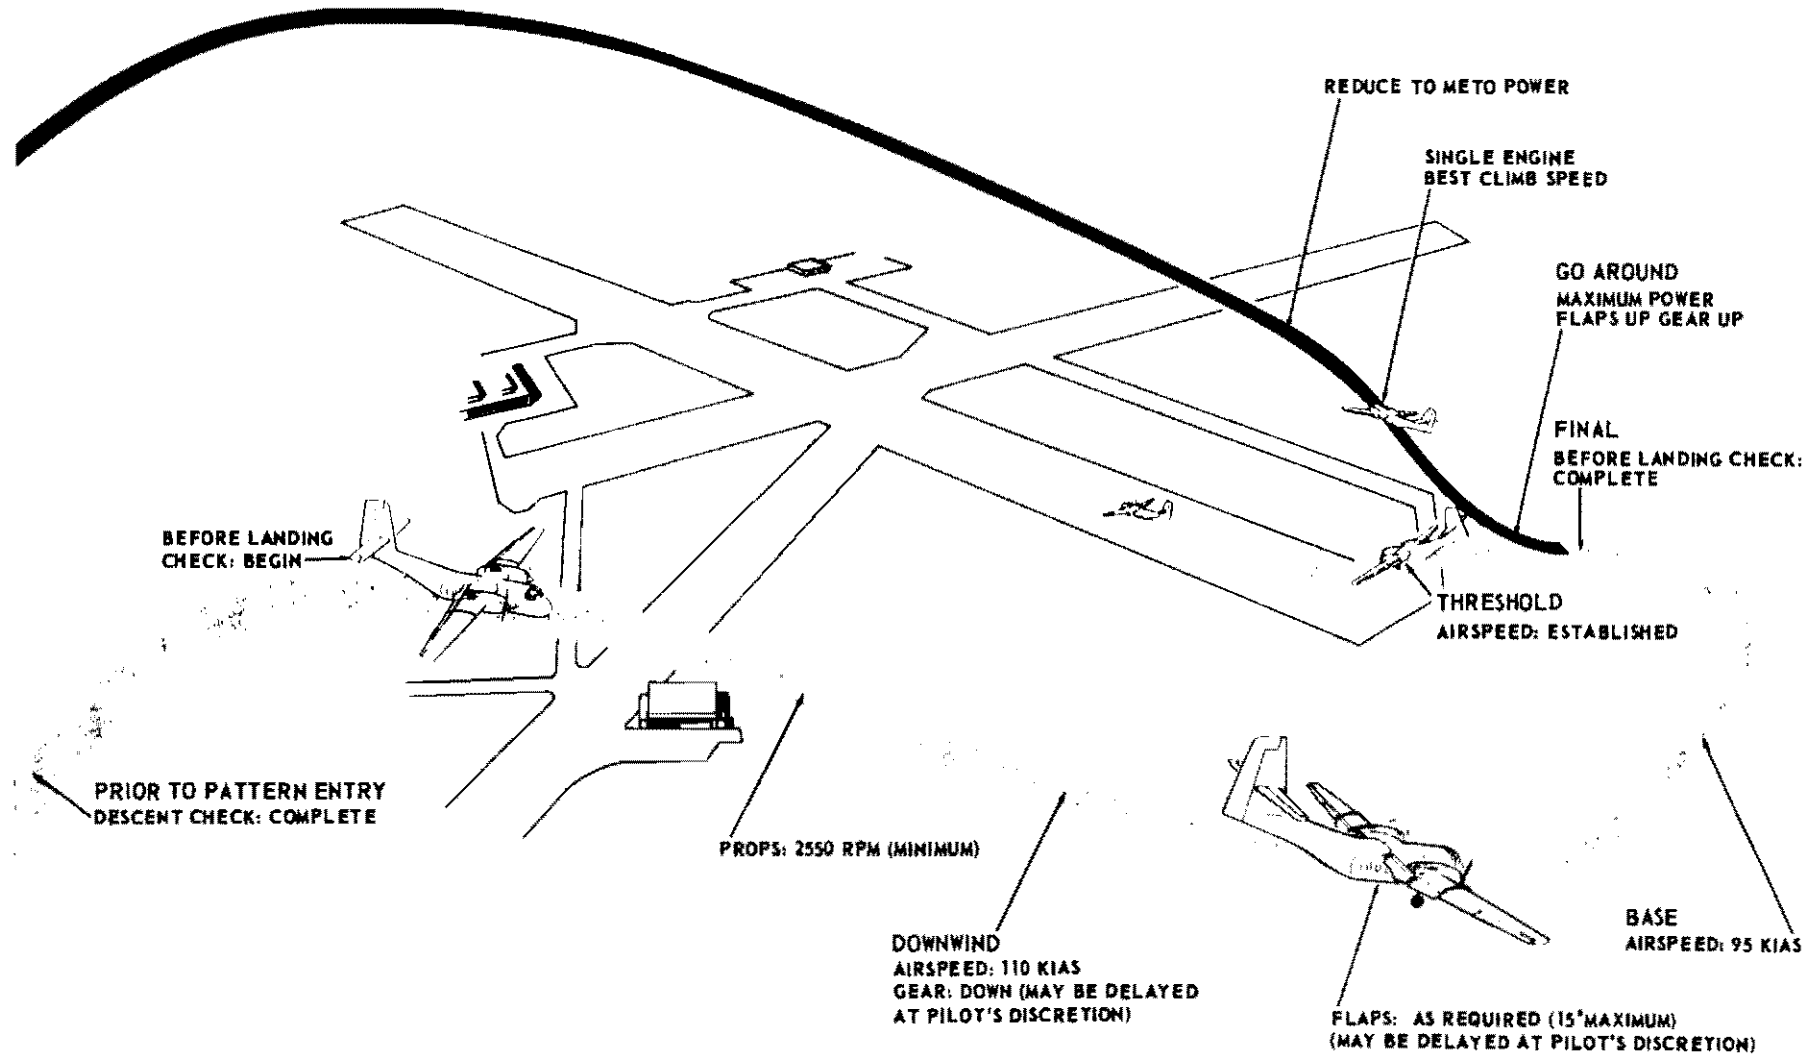 REDUCE TO METO POWER
SINGLE ENGINE
BEST CLIMB SPEED
GO AROUND
MAXIMUM POWER
FLAPS UP GEAR UP
FINAL
BEFORE LANDING CHECK:
COMPLETE
BEFORE LANDING
CHECK: BEGIN
THRESHOLD
AIRSPEED: ESTABLISHED
PRIOR TO PATTERN ENTRY
DESCENT CHECK: COMPLETE
PROPS: 2550 RPM (MINIMUM)
DOWNWIND
AIRSPEED: 110 KIAS
GEAR: DOWN (MAY BE DELAYED
AT PILOT'S DISCRETION)
BASE
AIRSPEED: 95 KIAS
FLAPS: AS REQUIRED (15° MAXIMUM)
(MAY BE DELAYED AT PILOT'S DISCRETION)